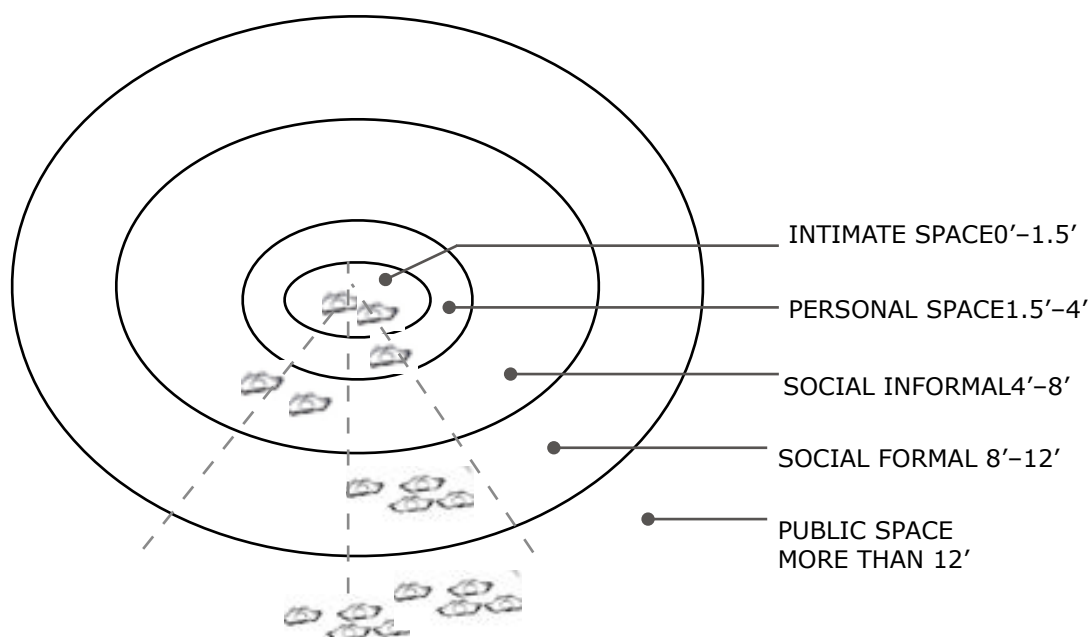 INTIMATE SPACE0’–1.5’
PERSONAL SPACE1.5’–4’
SOCIAL INFORMAL4’–8’
SOCIAL FORMAL 8’–12’
PUBLIC SPACE
MORE THAN 12’